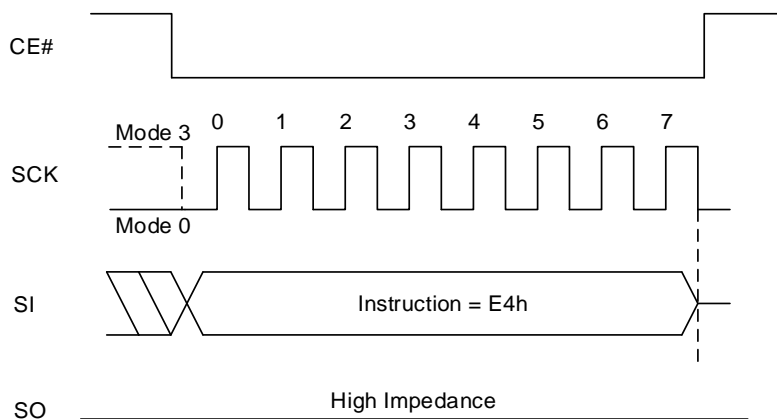 CE#
Mode 3
0 1 2 3 4 5 6 7
SCK
Mode 0
SI
Instruction = E4h
SO
High Impedance